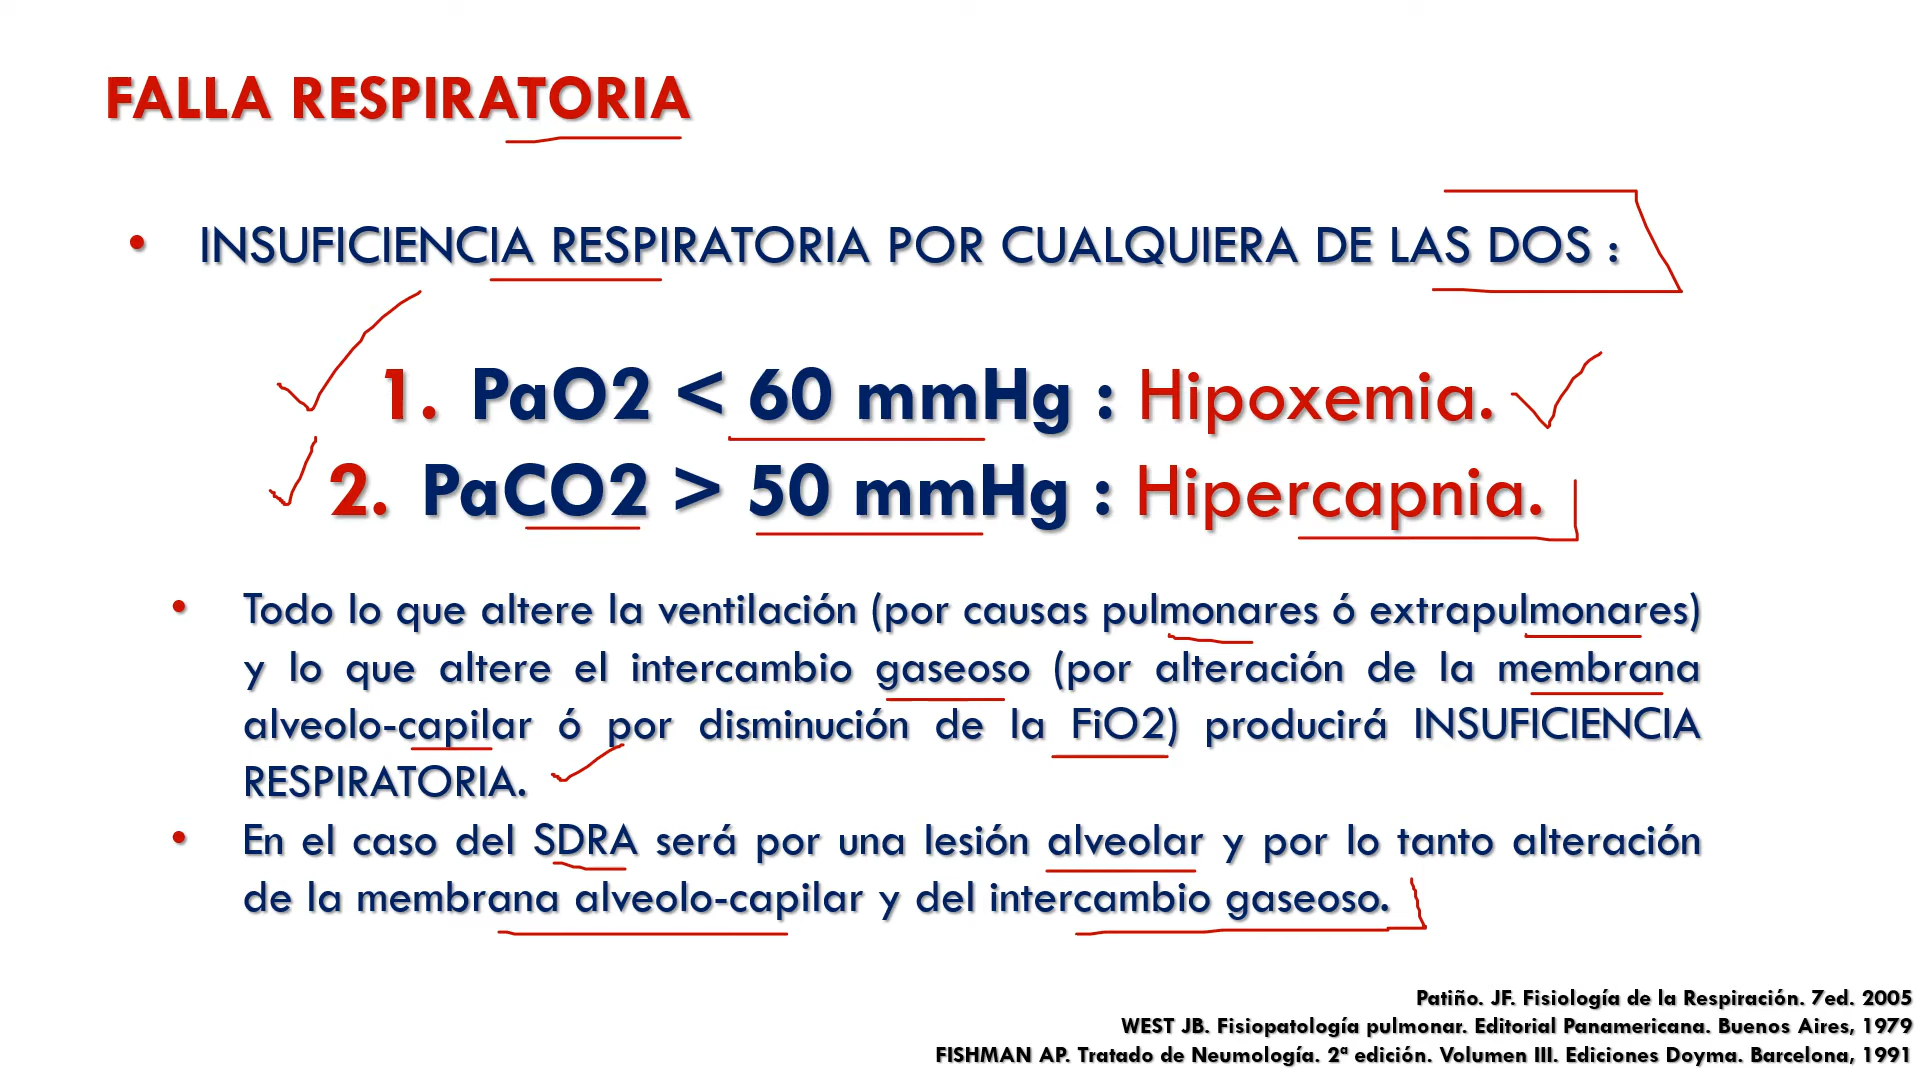 FALLA RESPIRATORIA
• INSUFICIENCIA RESPIRATORIA POR CUALQUIERA DE LAS DOS :
1. PaO2 < 60 mmHg : Hipoxemia.
2. PaCO2 > 50 mmHg : Hipercapnia.
• Todo lo que altere la ventilación (por causas pulmonares ó extrapulmonares)
y lo que altere el intercambio gaseoso (por alteración de la membrana
alveolo-capilar ó por disminución de la FiO2) producirá INSUFICIENCIA
RESPIRATORIA.
• En el caso del SDRA será por una lesión alveolar y por lo tanto alteración
de la membrana alveolo-capilar y del intercambio gaseoso.
Patiño. JF. Fisiología de la Respiración. 7ed. 2005
WEST JB. Fisiopatología pulmonar. Editorial Panamericana. Buenos Aires, 1979
FISHMAN AP. Tratado de Neumología. 2ª edición. Volumen III. Ediciones Doyma. Barcelona, 1991